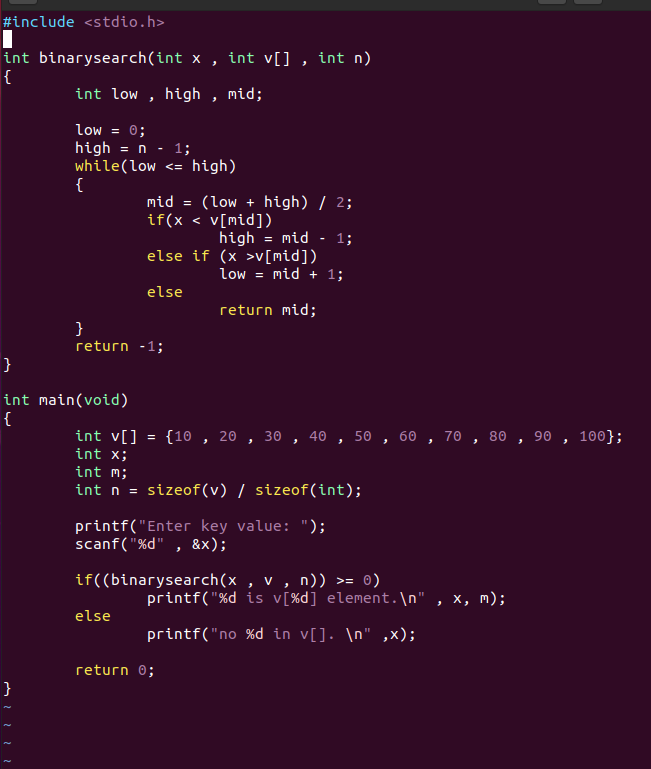 #include <stdio.h>

int binarysearch(int x , int v[] , int n)
{
        int low , high , mid;

        low = 0;
        high = n - 1;
        while(low <= high)
        {
                mid = (low + high) / 2;
                if(x < v[mid])
                        high = mid - 1;
                else if (x >v[mid])
                        low = mid + 1;
                else
                        return mid;
        }
        return -1;
}

int main(void)
{
        int v[] = {10 , 20 , 30 , 40 , 50 , 60 , 70 , 80 , 90 , 100};
        int x;
        int m;
        int n = sizeof(v) / sizeof(int);

        printf("Enter key value: ");
        scanf("%d" , &x);

        if((binarysearch(x , v , n)) >= 0)
                printf("%d is v[%d] element.\n" , x, m);
        else
                printf("no %d in v[]. \n" ,x);

        return 0;
}
~
~
~
~